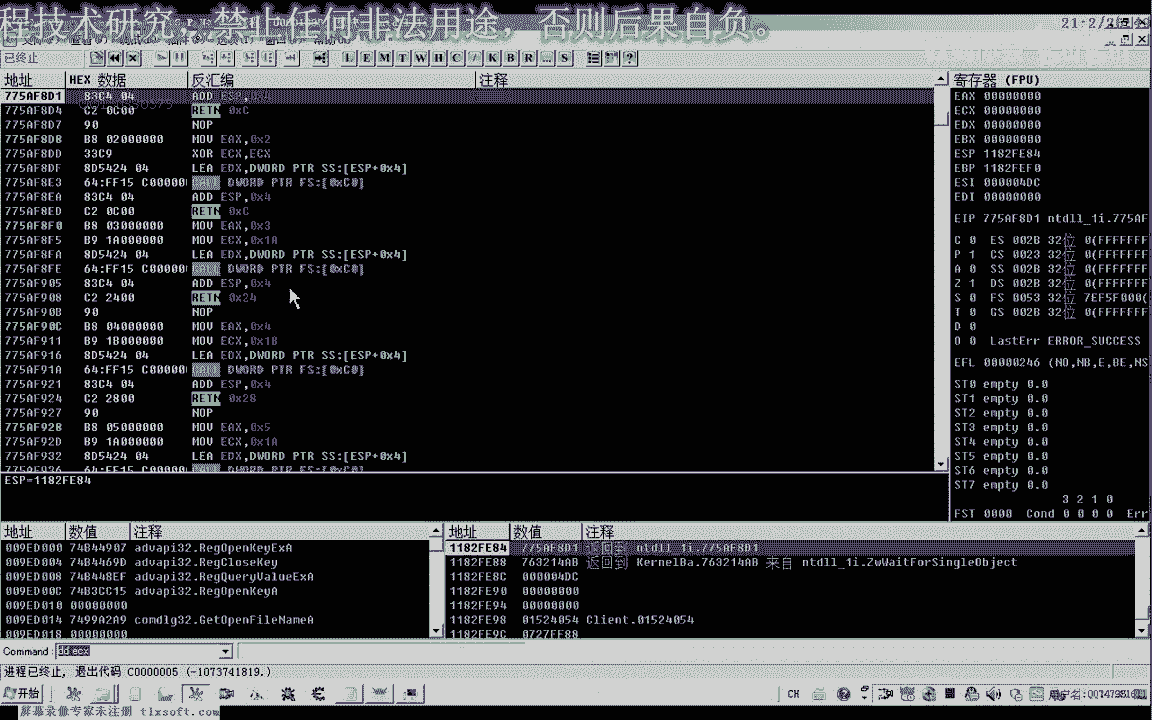 程技术研究，禁止任何非法用途，否则后果自负。
已终止
L E M T W H C / K B R ... S
地址 HEX 数据 反汇编 注释
775AF8D1 83C4 04 ADD ESP,0x4
775AF8D4 C2 0C00 RETN 0xC
775AF8D7 90 NOP
775AF8D8 B8 02000000 MOV EAX,0x2
775AF8DD 33C9 XOR ECX,ECX
775AF8DF 8D5424 04 LEA EDX,DWORD PTR SS:[ESP+0x4]
775AF8E3 64:FF15 C00000 CALL DWORD PTR FS:[0xC0]
775AF8EA 83C4 04 ADD ESP,0x4
775AF8ED C2 0C00 RETN 0xC
775AF8F0 B8 03000000 MOV EAX,0x3
775AF8F5 B9 1A000000 MOV ECX,0x1A
775AF8FA 8D5424 04 LEA EDX,DWORD PTR SS:[ESP+0x4]
775AF8FE 64:FF15 C00000 CALL DWORD PTR FS:[0xC0]
775AF905 83C4 04 ADD ESP,0x4
775AF908 C2 2400 RETN 0x24
775AF90B 90 NOP
775AF90C B8 04000000 MOV EAX,0x4
775AF911 B9 1B000000 MOV ECX,0x1B
775AF916 8D5424 04 LEA EDX,DWORD PTR SS:[ESP+0x4]
775AF91A 64:FF15 C00000 CALL DWORD PTR FS:[0xC0]
775AF921 83C4 04 ADD ESP,0x4
775AF924 C2 2800 RETN 0x28
775AF927 90 NOP
775AF928 B8 05000000 MOV EAX,0x5
775AF92D B9 1A000000 MOV ECX,0x1A
775AF932 8D5424 04 LEA EDX,DWORD PTR SS:[ESP+0x4]
775AF936 64:FF15 C00000 CALL DWORD PTR FS:[0xC0]
ESP=1182FE84
寄存器 (FPU)
EAX 00000000
ECX 00000000
EDX 00000000
EBX 00000000
ESP 1182FE84
EBP 1182FEF0
ESI 000004DC
EDI 00000000
EIP 775AF8D1 ntdll_1i.775AF
C 0 ES 002B 32位 0(FFFFFFF
P 1 CS 0023 32位 0(FFFFFFF
A 0 SS 002B 32位 0(FFFFFFF
Z 1 DS 002B 32位 0(FFFFFFF
S 0 FS 0053 32位 7EF5F000(
T 0 GS 002B 32位 0(FFFFFFF
D 0
O 0 LastErr ERROR_SUCCESS
EFL 00000246 (NO,NB,E,BE,NS
ST0 empty 0.0
ST1 empty 0.0
ST2 empty 0.0
ST3 empty 0.0
ST4 empty 0.0
ST5 empty 0.0
ST6 empty 0.0
ST7 empty 0.0
3 2 1 0
FST 0000 Cond 0 0 0 0 Err
地址 数值 注释
009ED000 74B44907 advapi32.RegOpenKeyExA
009ED004 74B4469D advapi32.RegCloseKey
009ED008 74B448EF advapi32.RegQueryValueExA
009ED00C 74B3CC15 advapi32.RegOpenKeyA
009ED010 00000000
009ED014 7499A2A9 comdlg32.GetOpenFileNameA
009ED018 00000000
地址 数值 注释
1182FE84 775AF8D1 返回到 ntdll_1i.775AF8D1
1182FE88 763214AB 返回到 KernelBa.763214AB 来自 ntdll_1i.ZwWaitForSingleObject
1182FE8C 000004DC
1182FE90 00000000
1182FE94 00000000
1182FE98 01524054 Client.01524054
1182FE9C 0727FF88
Command: dd ecx
进程已终止, 退出代码 C0000005 (-1073741819.)
开始
CH
屏幕录像专家未注册 tlxsoft.com